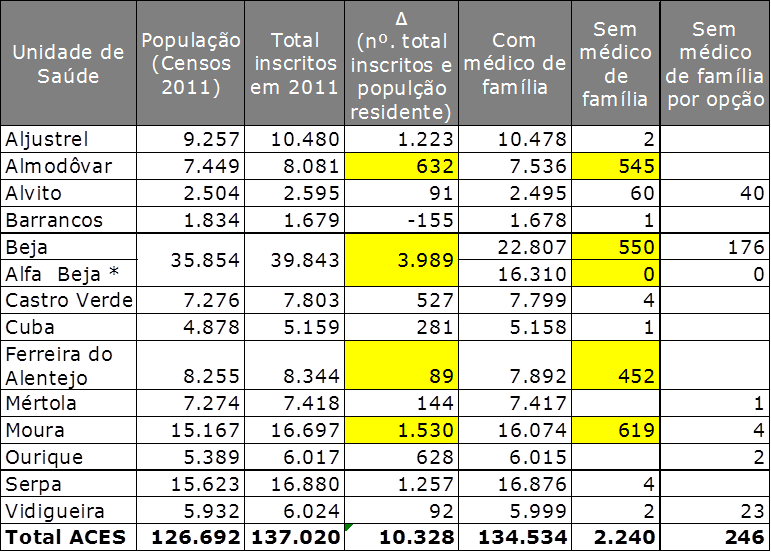 Unidade de Saúde | População (Censos 2011) | Total inscritos em 2011 | Δ (nº. total inscritos e populção residente) | Com médico de família | Sem médico de família | Sem médico de família por opção
Aljustrel | 9.257 | 10.480 | 1.223 | 10.478 | 2 |
Almodôvar | 7.449 | 8.081 | 632 | 7.536 | 545 |
Alvito | 2.504 | 2.595 | 91 | 2.495 | 60 | 40
Barrancos | 1.834 | 1.679 | -155 | 1.678 | 1 |
Beja | 35.854 | 39.843 | 3.989 | 22.807 | 550 | 176
Alfa Beja * | | | | 16.310 | 0 | 0
Castro Verde | 7.276 | 7.803 | 527 | 7.799 | 4 |
Cuba | 4.878 | 5.159 | 281 | 5.158 | 1 |
Ferreira do Alentejo | 8.255 | 8.344 | 89 | 7.892 | 452 |
Mértola | 7.274 | 7.418 | 144 | 7.417 | | 1
Moura | 15.167 | 16.697 | 1.530 | 16.074 | 619 | 4
Ourique | 5.389 | 6.017 | 628 | 6.015 | | 2
Serpa | 15.623 | 16.880 | 1.257 | 16.876 | 4 |
Vidigueira | 5.932 | 6.024 | 92 | 5.999 | 2 | 23
Total ACES | 126.692 | 137.020 | 10.328 | 134.534 | 2.240 | 246